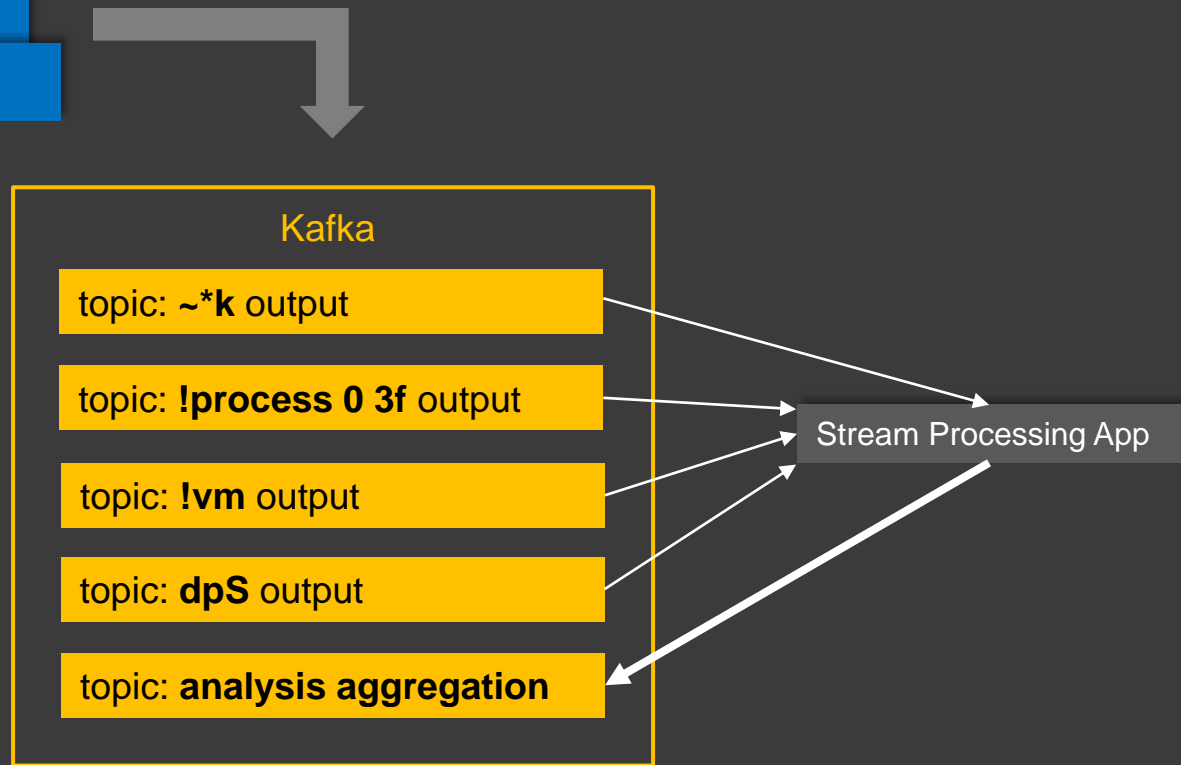 Kafka
topic: ~*k output
topic: !process 0 3f output
Stream Processing App
topic: !vm output
topic: dpS output
topic: analysis aggregation